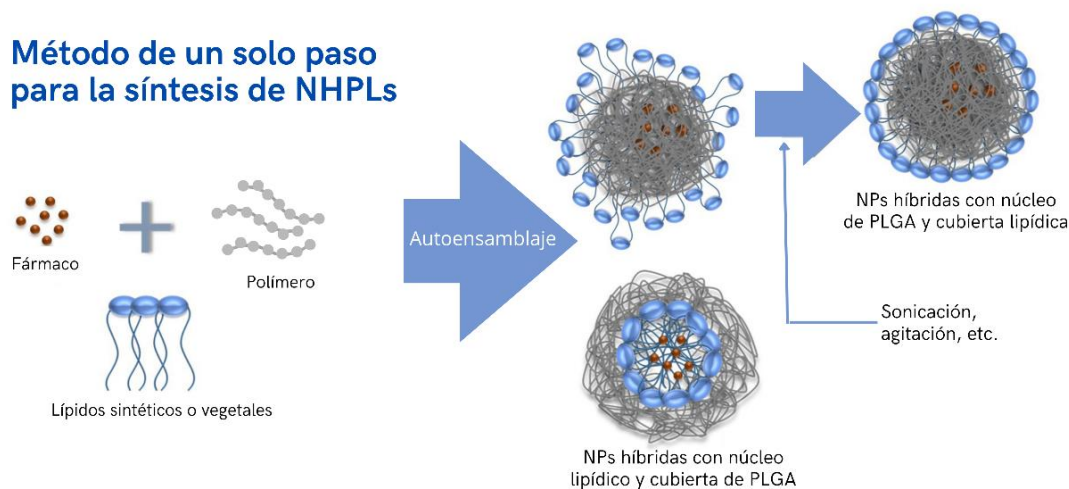 Método de un solo paso
para la síntesis de NHPLs
Fármaco
Polímero
Lípidos sintéticos o vegetales
Autoensamblaje
NPs híbridas con núcleo
lipídico y cubierta de PLGA
NPs híbridas con núcleo
de PLGA y cubierta lipídica
Sonicación,
agitación, etc.